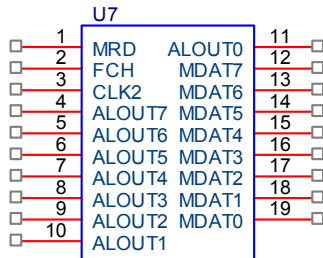 U7
1 MRD ALOUT0 11
2 FCH MDAT7 12
3 CLK2 MDAT6 13
4 ALOUT7 MDAT5 14
5 ALOUT6 MDAT4 15
6 ALOUT5 MDAT3 16
7 ALOUT4 MDAT2 17
8 ALOUT3 MDAT1 18
9 ALOUT2 MDAT0 19
10 ALOUT1